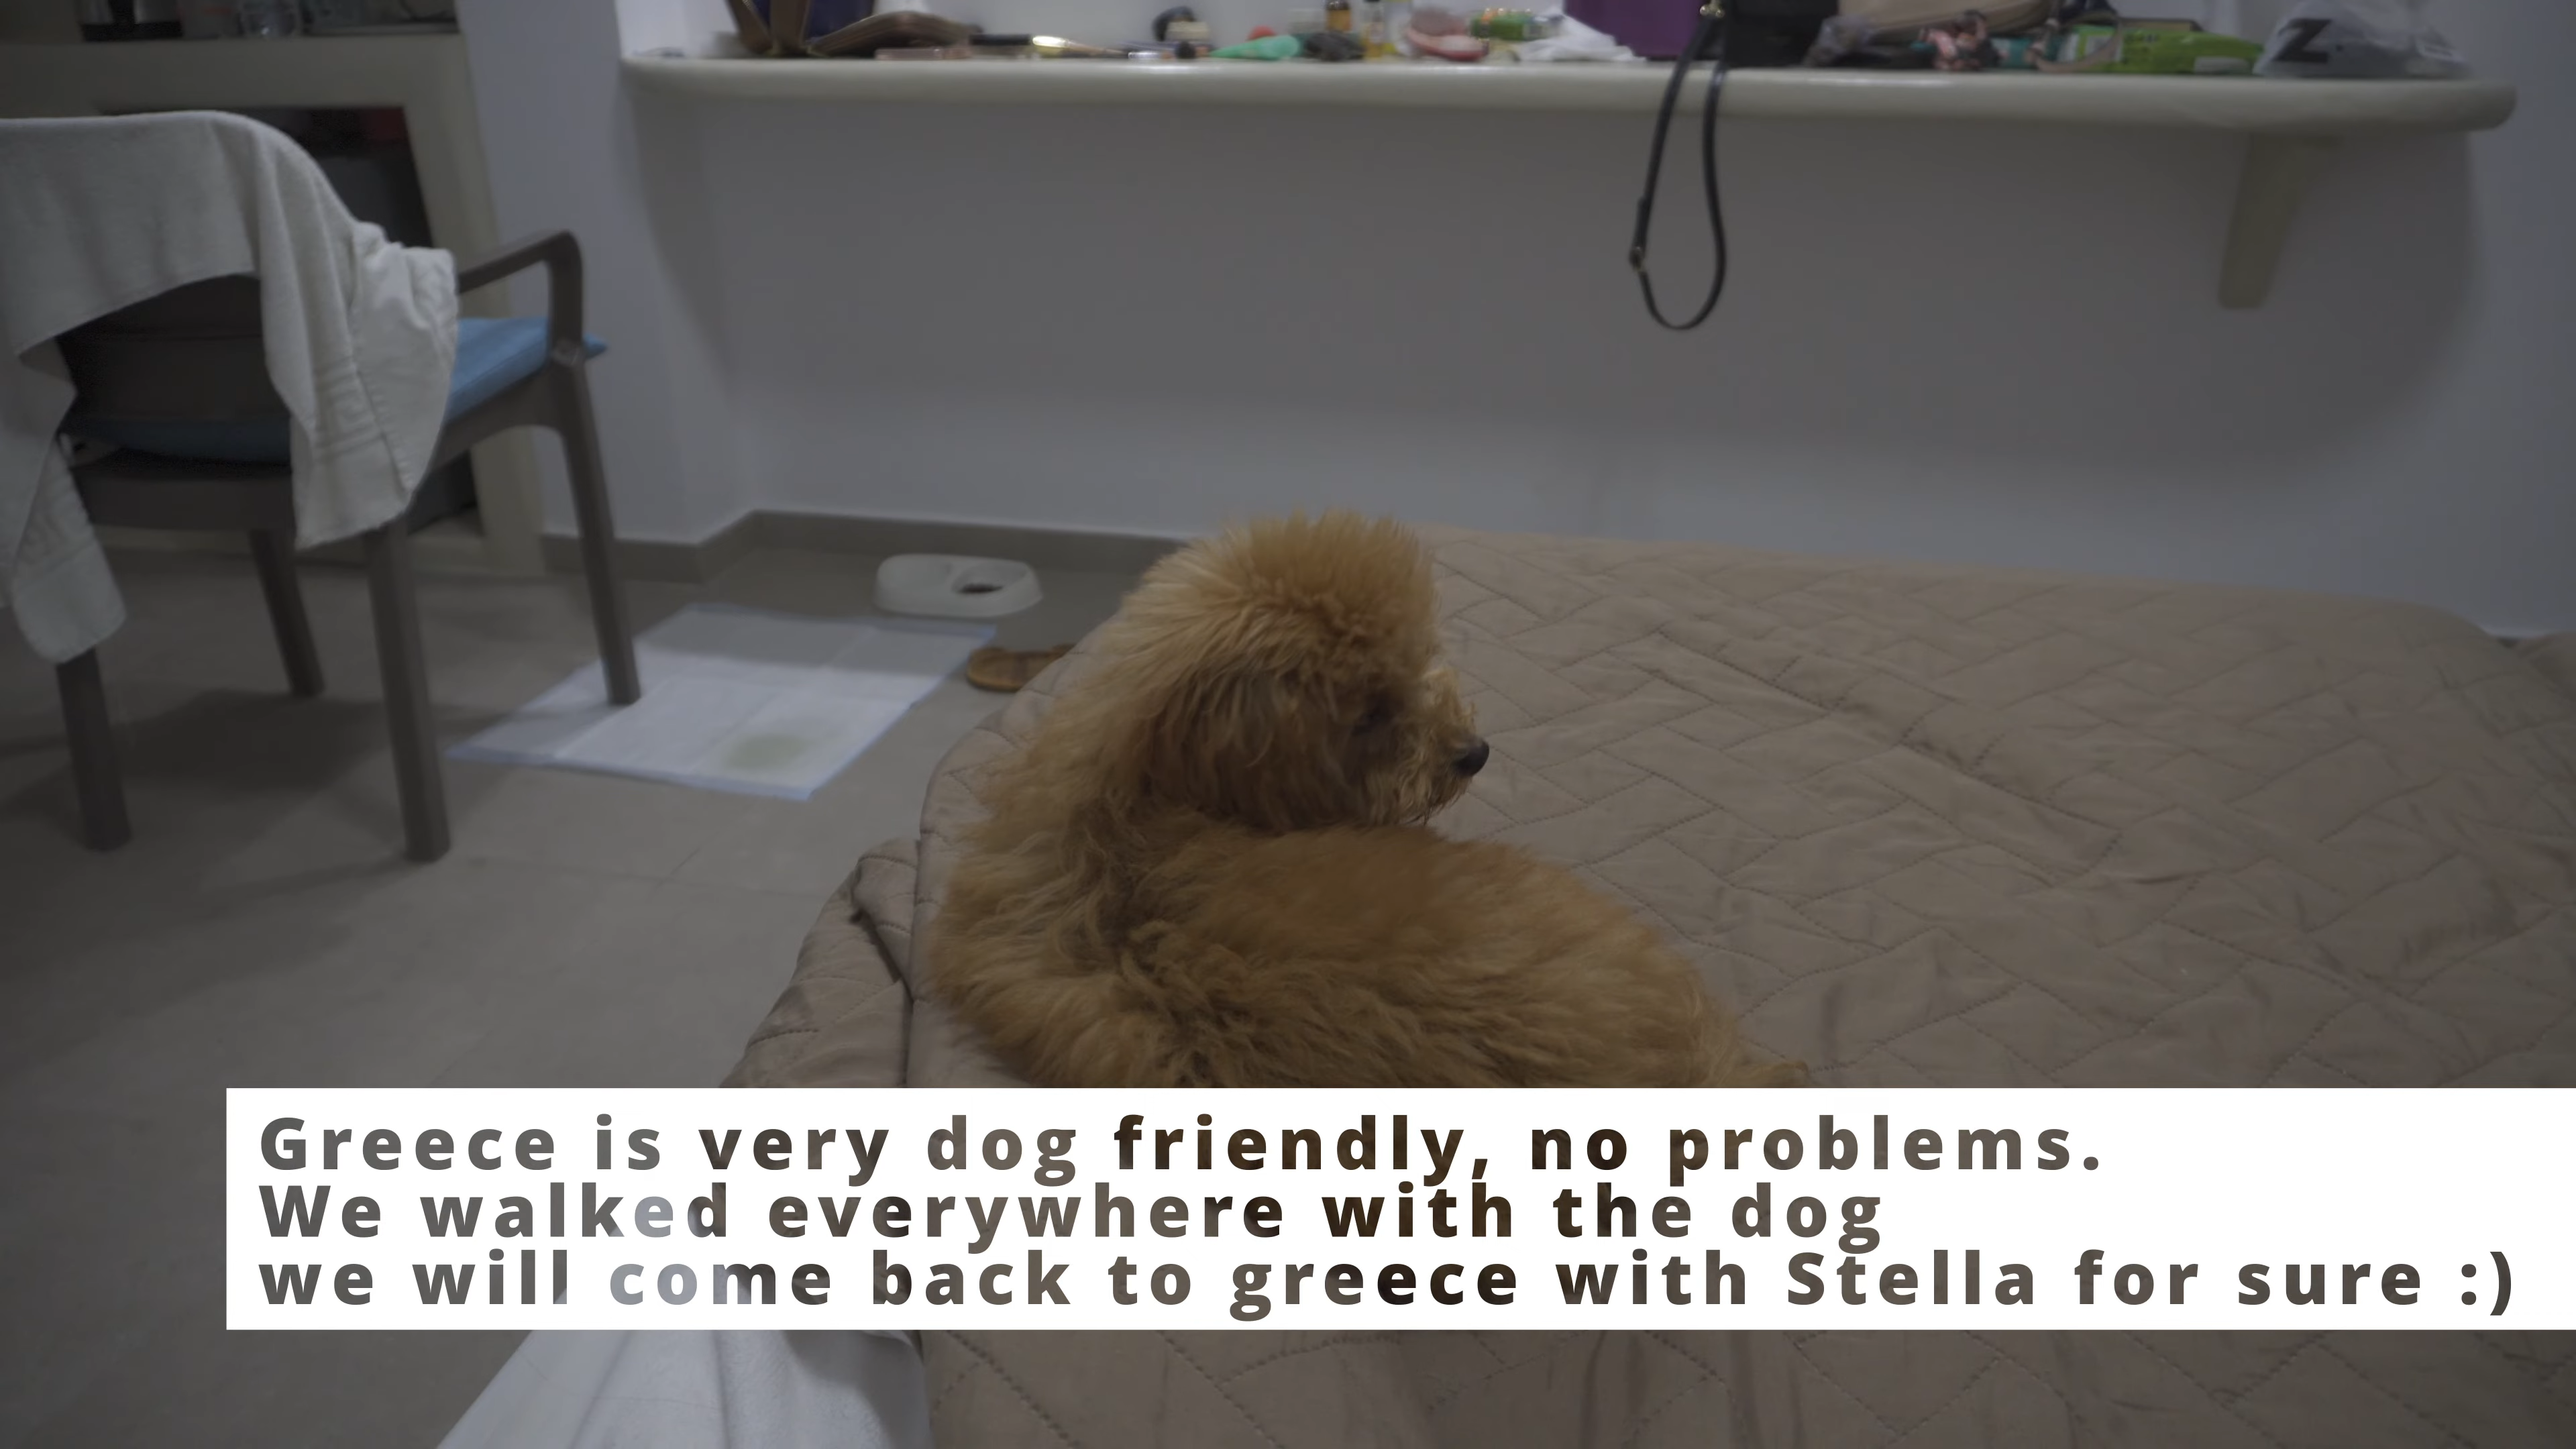 Z
Greece is very dog friendly, no problems.
We walked everywhere with the dog
we will come back to greece with Stella for sure :)